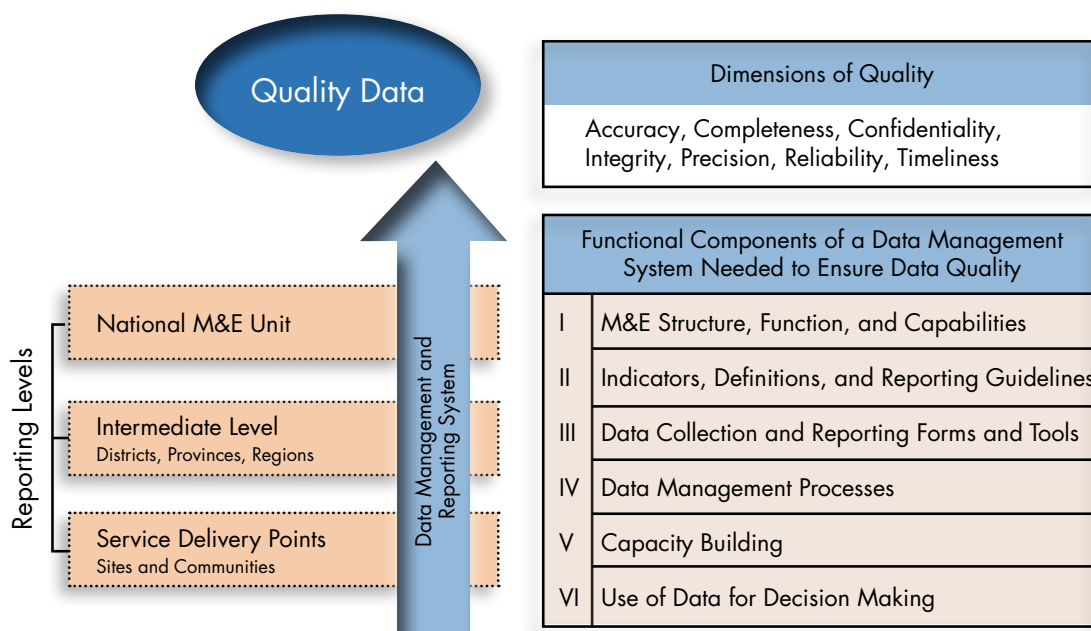 Quality Data
Dimensions of Quality
Accuracy, Completeness, Confidentiality,
Integrity, Precision, Reliability, Timeliness
Reporting Levels
National M&E Unit
Intermediate Level
Districts, Provinces, Regions
Service Delivery Points
Sites and Communities
Data Management and
Reporting System
Functional Components of a Data Management
System Needed to Ensure Data Quality
I M&E Structure, Function, and Capabilities
II Indicators, Definitions, and Reporting Guidelines
III Data Collection and Reporting Forms and Tools
IV Data Management Processes
V Capacity Building
VI Use of Data for Decision Making